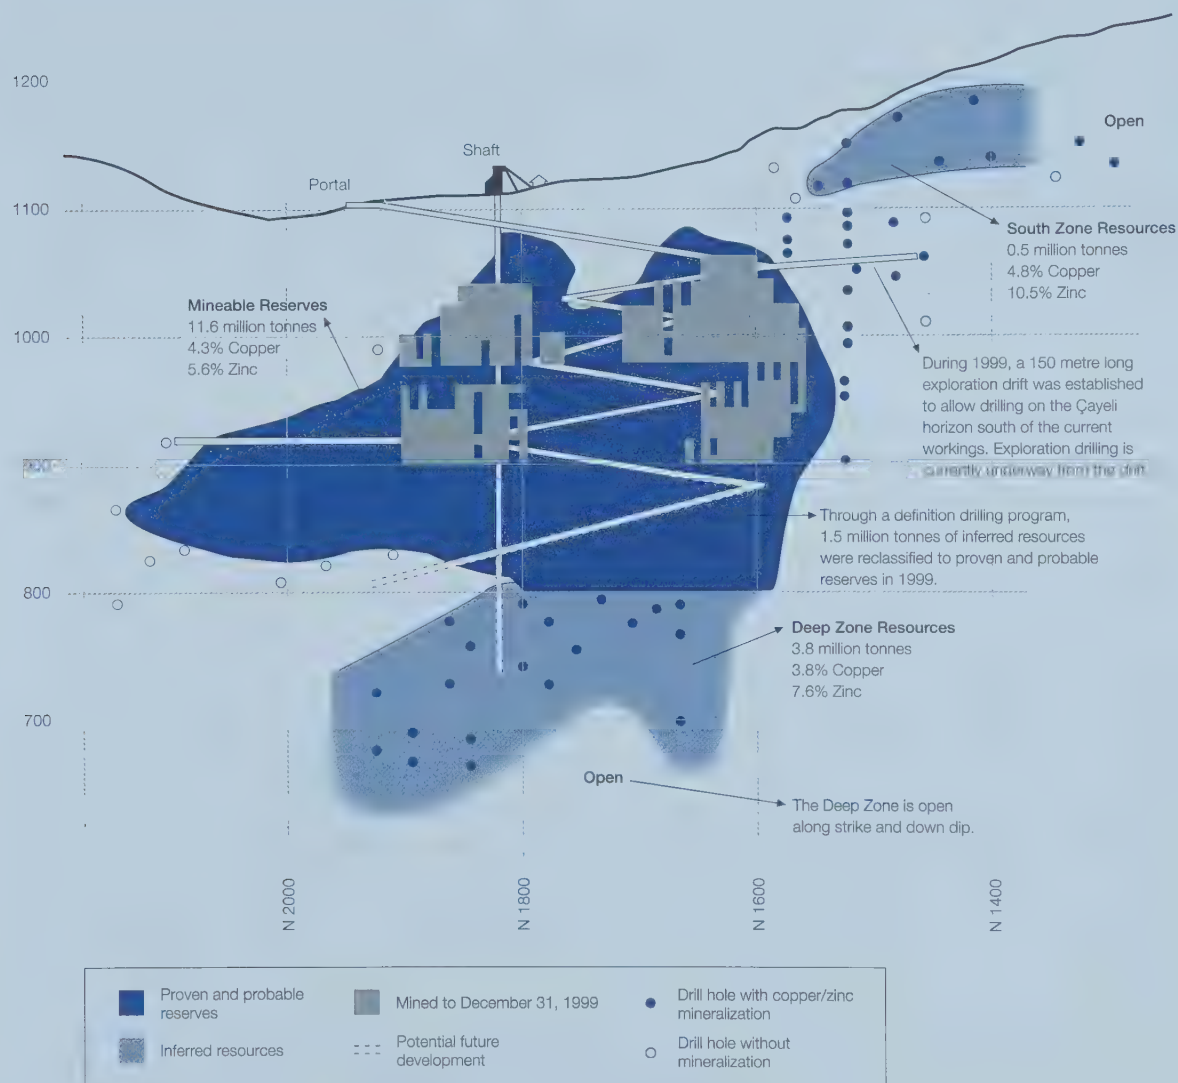 1200
Open
Shaft
Portal
1100
South Zone Resources
0.5 million tonnes
4.8% Copper
10.5% Zinc
Mineable Reserves
11.6 million tonnes
4.3% Copper
5.6% Zinc
1000
During 1999, a 150 metre long
exploration drift was established
to allow drilling on the Çayeli
horizon south of the current
workings. Exploration drilling is
currently underway from the drift.
900
Through a definition drilling program,
1.5 million tonnes of inferred resources
were reclassified to proven and probable
reserves in 1999.
800
Deep Zone Resources
3.8 million tonnes
3.8% Copper
7.6% Zinc
700
Open
The Deep Zone is open
along strike and down dip.
N 2000
N 1800
N 1600
N 1400
Proven and probable
reserves
Mined to December 31, 1999
Drill hole with copper/zinc
mineralization
Inferred resources
Potential future
development
Drill hole without
mineralization